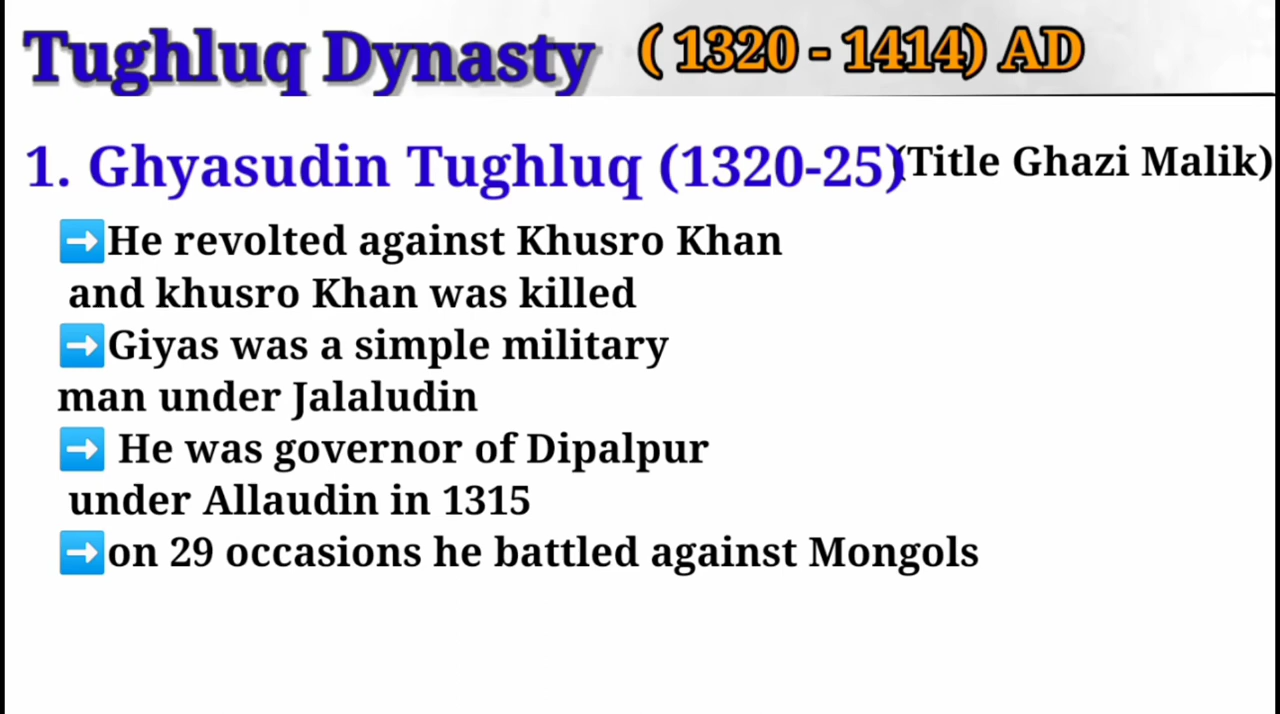 Tughluq Dynasty ( 1320 - 1414) AD
1. Ghyasudin Tughluq (1320-25) (Title Ghazi Malik)
➡He revolted against Khusro Khan
and khusro Khan was killed
➡Giyas was a simple military
man under Jalaludin
➡ He was governor of Dipalpur
under Allaudin in 1315
➡on 29 occasions he battled against Mongols